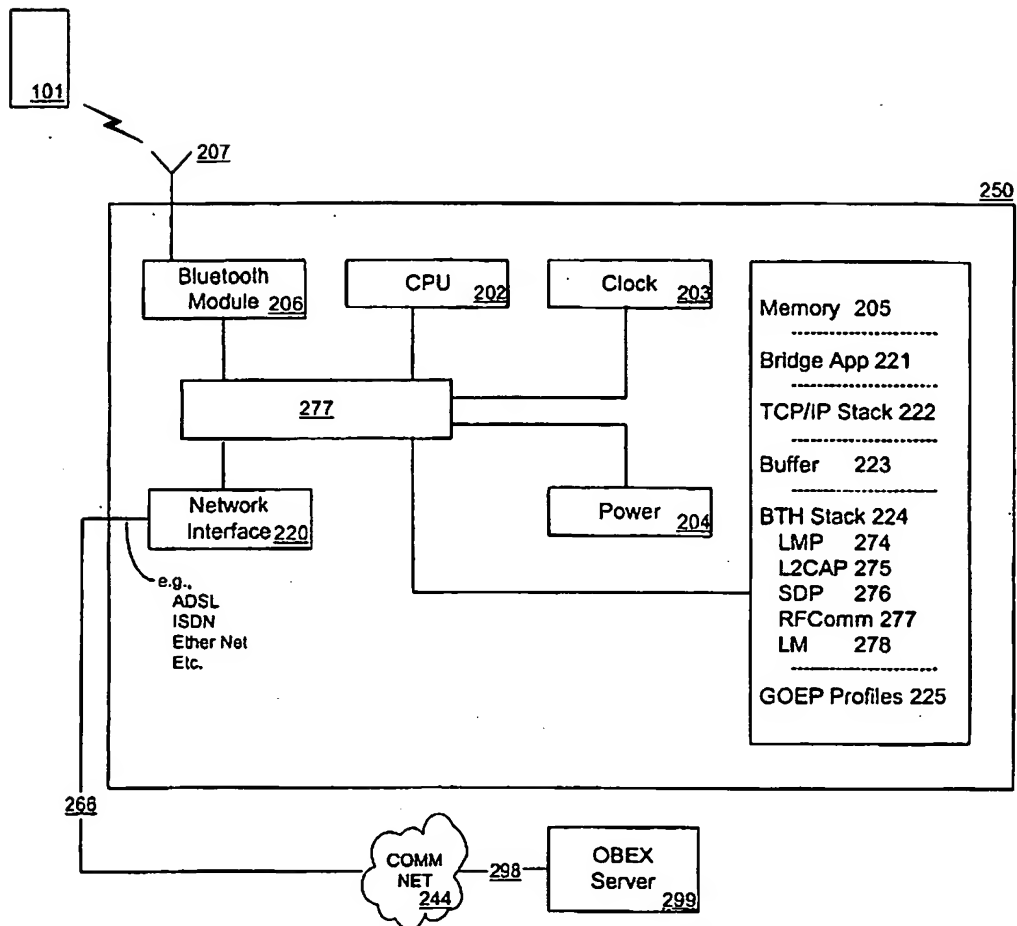 101
207
250
Bluetooth
Module 206
CPU 202
Clock 203
Memory 205
Bridge App 221
TCP/IP Stack 222
Buffer 223
BTH Stack 224
LMP 274
L2CAP 275
SDP 276
RFComm 277
LM 278
GOEP Profiles 225
277
Network
Interface 220
Power 204
e.g.,
ADSL
ISDN
Ether Net
Etc.
266
COMM
NET
244
298
OBEX
Server
299